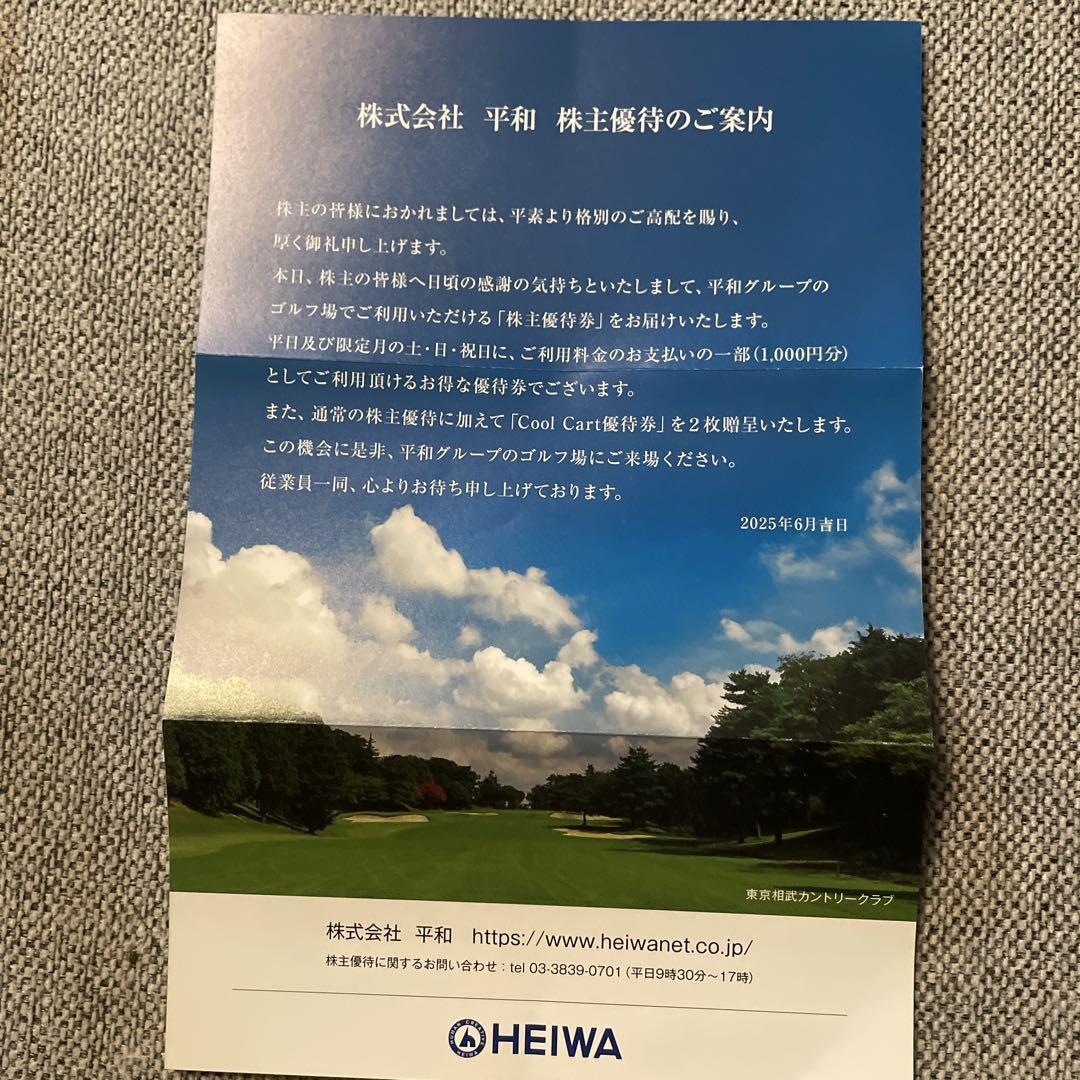 株式会社 平和 株主優待のご案内
株主の皆様におかれましては、平素より格別のご高配を賜り、
厚く御礼申し上げます。
本日、株主の皆様へ日頃の感謝の気持ちといたしまして、平和グループの
ゴルフ場でご利用いただける「株主優待券」をお届けいたします。
平日及び限定月の土・日・祝日に、ご利用料金のお支払いの一部(1,000円分)
としてご利用頂けるお得な優待券でございます。
また、通常の株主優待に加えて「Cool Cart優待券」を2枚贈呈いたします。
この機会に是非、平和グループのゴルフ場にご来場ください。
従業員一同、心よりお待ち申し上げております。
2025年6月吉日
東京相武カントリークラブ
株式会社 平和 https://www.heiwanet.co.jp/
株主優待に関するお問い合わせ:tel 03-3839-0701(平日9時30分~17時)
HUMAN CREATIVE HEIWA
HEIWA